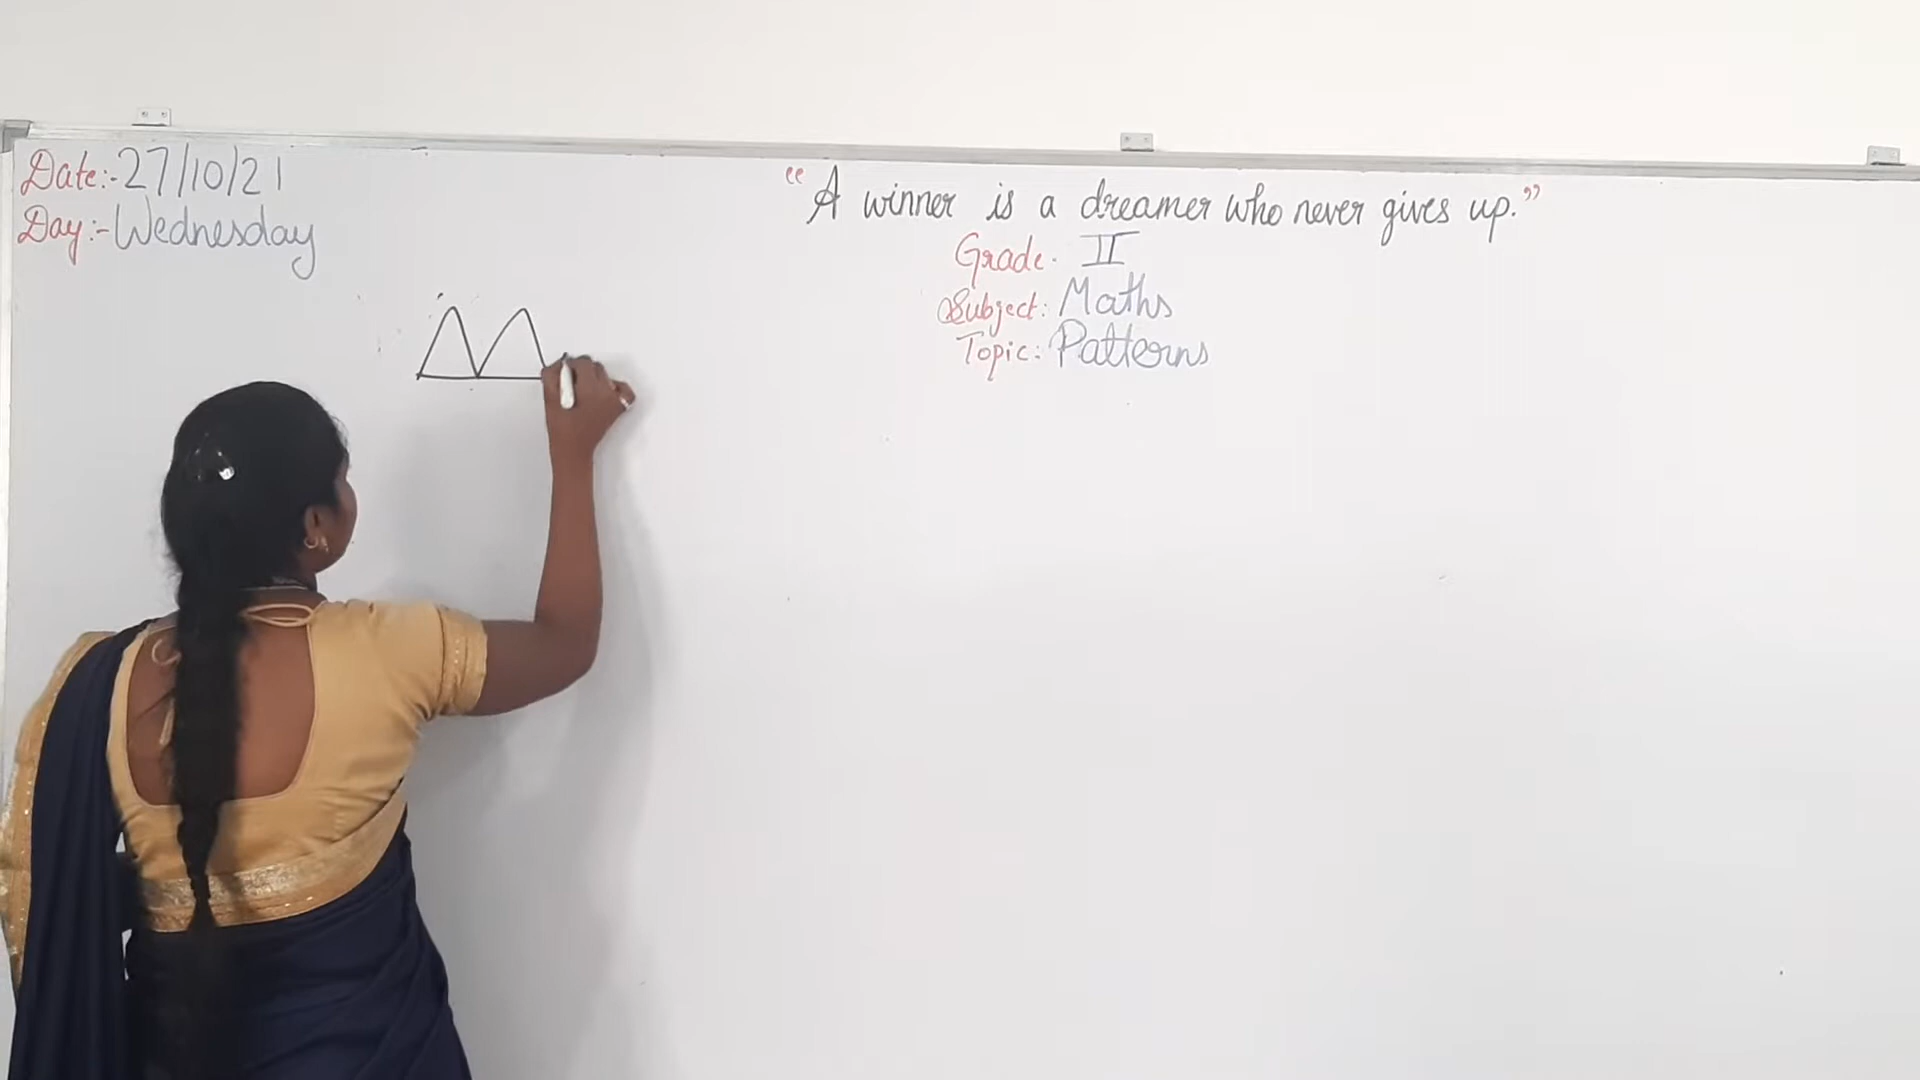 Date:-27/10/21
Day:-Wednesday
"A winner is a dreamer who never gives up."
Grade. II
Subject: Maths
Topic: Patterns